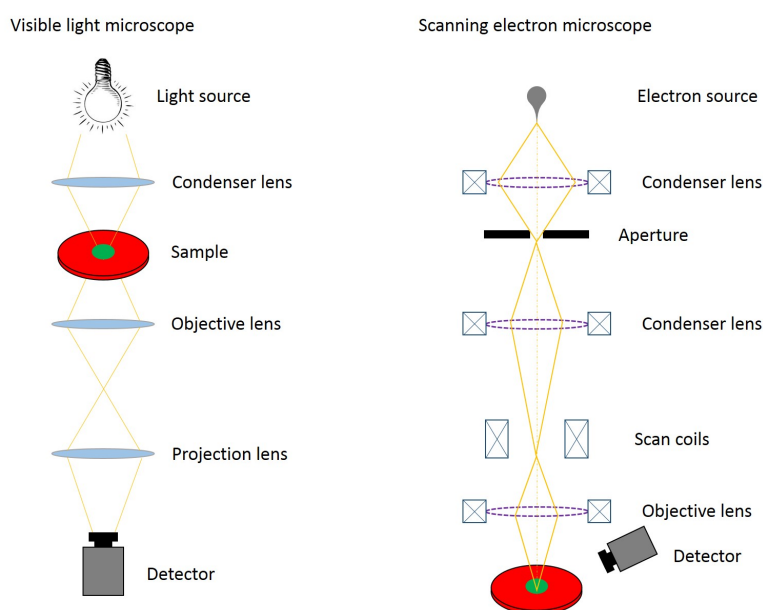 Visible light microscope
Light source
Condenser lens
Sample
Objective lens
Projection lens
Detector
Scanning electron microscope
Electron source
Condenser lens
Aperture
Condenser lens
Scan coils
Objective lens
Detector